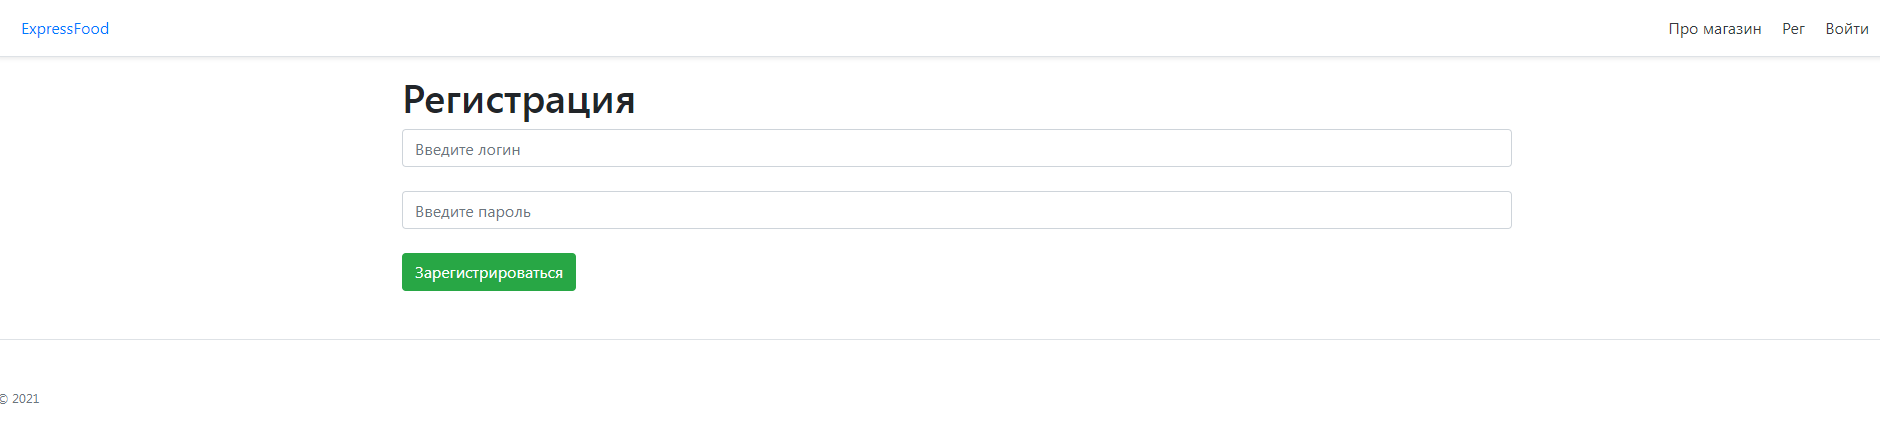 ExpressFood Про магазин Рег Войти
Регистрация
Введите логин
Введите пароль
Зарегистрироваться
© 2021